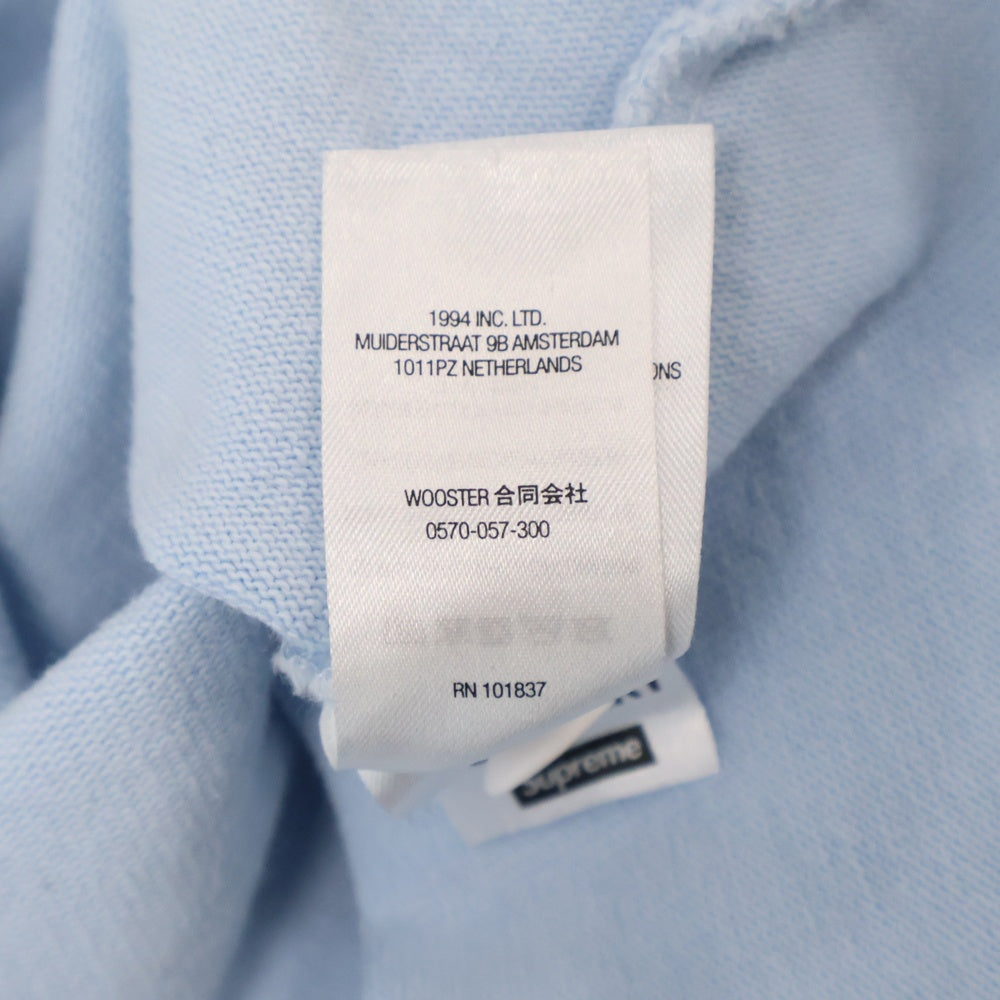 1994 INC. LTD.
MUIDERSTRAAT 9B AMSTERDAM
1011PZ NETHERLANDS
WOOSTER 合同会社
0570-057-300
RN 101837
Supreme